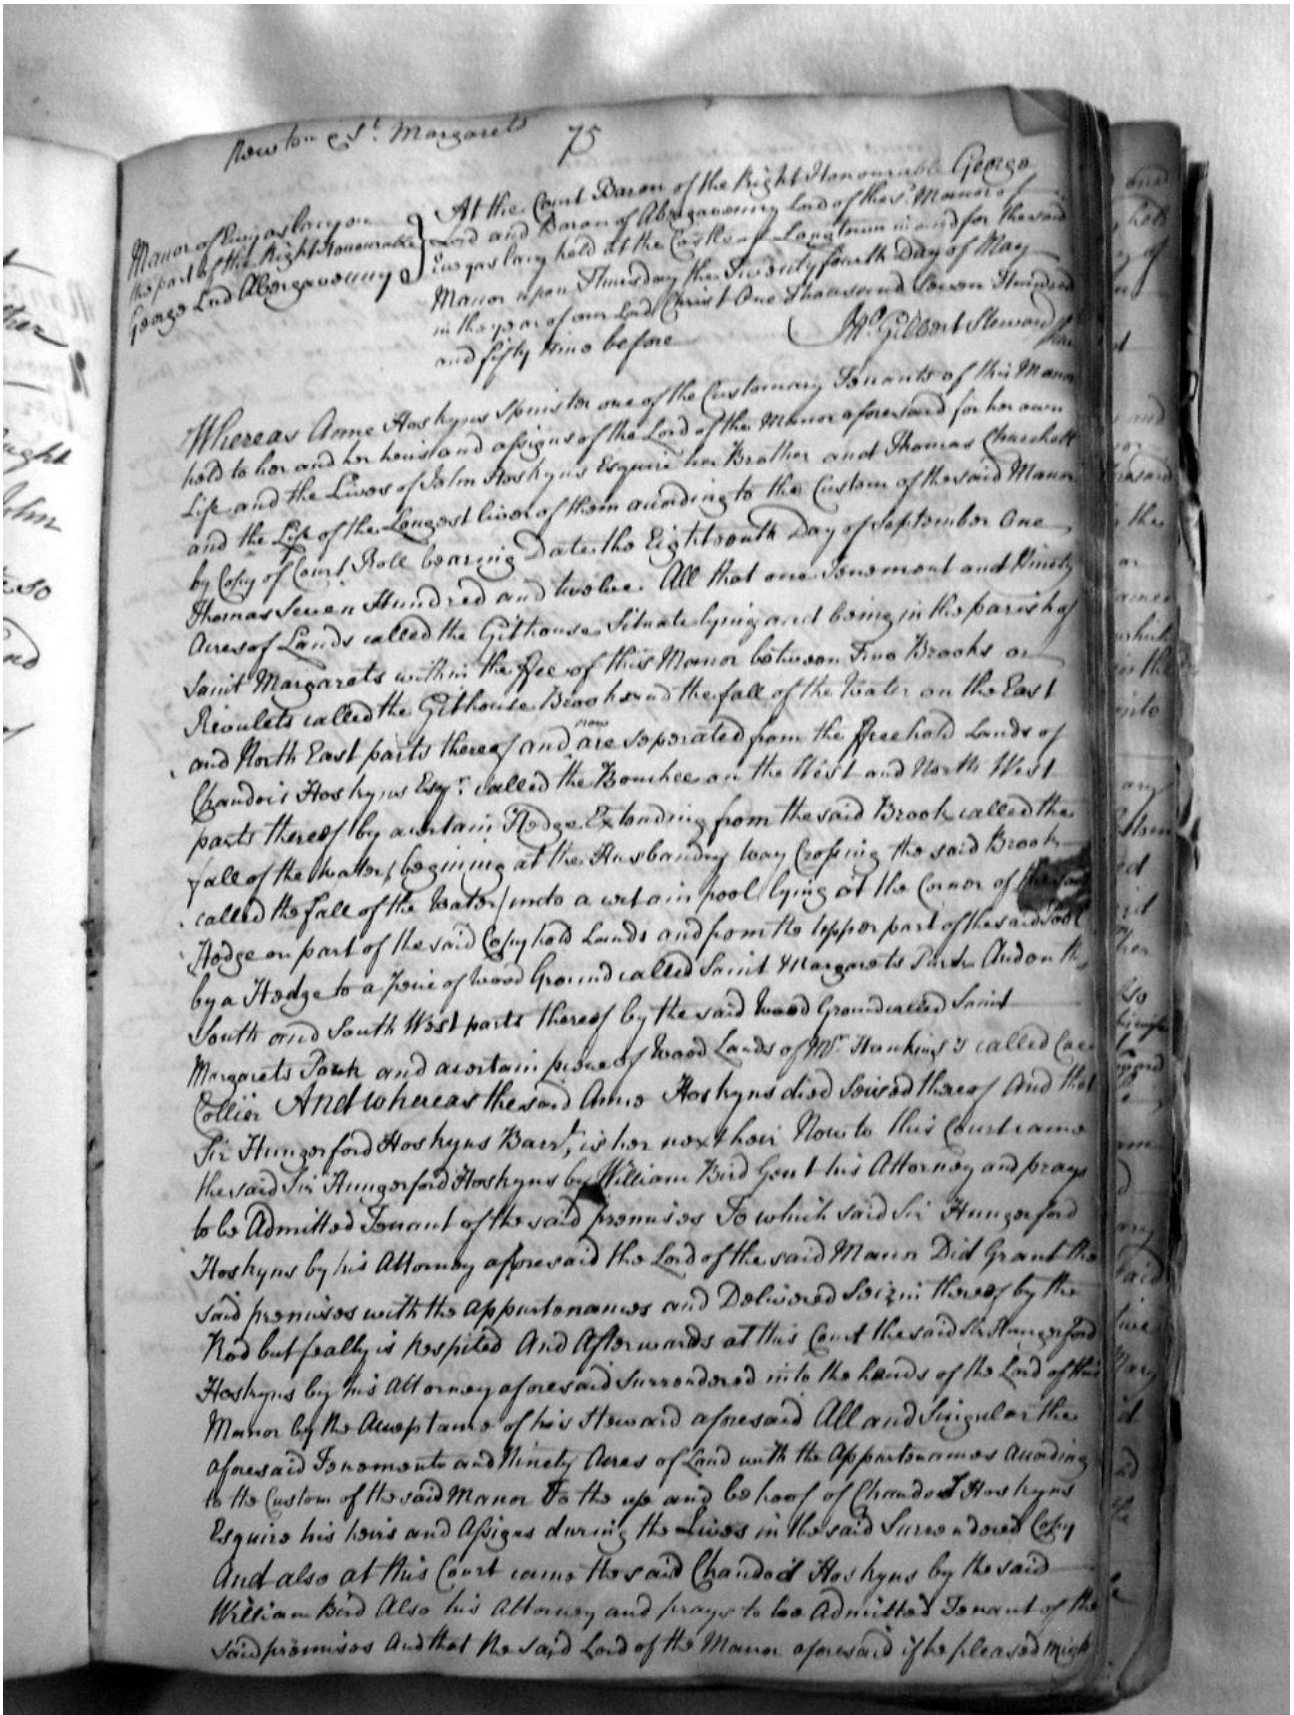 Newton & St. Margarets
75
Manor of Ewyas lacy on
the part of the Right Honourable
George Lord Abergavenny
At the Court Baron of the Right Honourable George
Lord and Baron of Abergavenny Lord of the sd. Manor of
Ewyas lacy held at the Castle of Longtown in and for the said
Manor upon Thursday the Twenty fourth Day of May
in the year of our Lord Christ One Thousand Seven Hundred
and fifty nine before
Jno. Gilbert Steward
Whereas Anne Hoskyns Spinster one of the Customary Tenants of this Manor
held to her and her heirs and assigns of the Lord of the Manor aforesaid for her own
Life and the Lives of John Hoskyns Esquire her Brother and Thomas Churchill
and the Life of the Longest liver of them according to the Custom of the said Manor
by Copy of Court Roll bearing Date the Eighteenth Day of September One
Thomas Seven Hundred and twelve All that one Tenement and Ninety
Acres of Lands called the Gilhouse Situate lying and being in the parish of
Saint Margarets within the ffee of this Manor between Two Brooks or
Rivulets called the Gilhouse Brook and the fall of the Water on the East
and North East parts thereof and now are seperated from the ffreehold Lands of
Chandois Hoskyns Esqr. called the Bowchee on the West and North West
parts thereof by a certain Hedge Extending from the said Brook called the
fall of the Water (begining at the Husbandry Way Crossing the said Brook
called the fall of the Water) unto a certain pool lying at the Corner of the said
Hedge on part of the said Copyhold Lands and from the upper part of the said Pool
by a Hedge to a peice of Wood Ground called Saint Margarets Park And on the
South and South West parts thereof by the said Wood Ground called Saint
Margarets Park and a certain peice of Wood Lands of Mr. Hawkins's called Cae
Collier And whereas the said Anne Hoskyns died Seised thereof And that
Sir Hungerford Hoskyns Barrt. is her next heir Now to this Court came
the said Sir Hungerford Hoskyns by William Bird Gent his Attorney and prays
to be Admitted Tenant of the said premises To which said Sir Hungerford
Hoskyns by his Attorney aforesaid the Lord of the said Manor Did Grant the
said premises with the Appurtenances and Delivered Seizin thereof by the
Rod but fealty is Respited And Afterwards at this Court the said Sir Hungerford
Hoskyns by his Attorney aforesaid Surrendered into the hands of the Lord of this
Manor by the Acceptance of his Steward aforesaid All and Singular the
aforesaid Tenements and Ninety Acres of Land with the Appurtenances according
to the Custom of the said Manor To the use and behoof of Chandois Hoskyns
Esquire his heirs and Assigns during the Lives in the said Surrendered Copy
And also at this Court came the said Chandois Hoskyns by the said
William Bird Also his Attorney and prays to be Admitted Tenant of the
said premises And that the said Lord of the Manor aforesaid if he pleased might